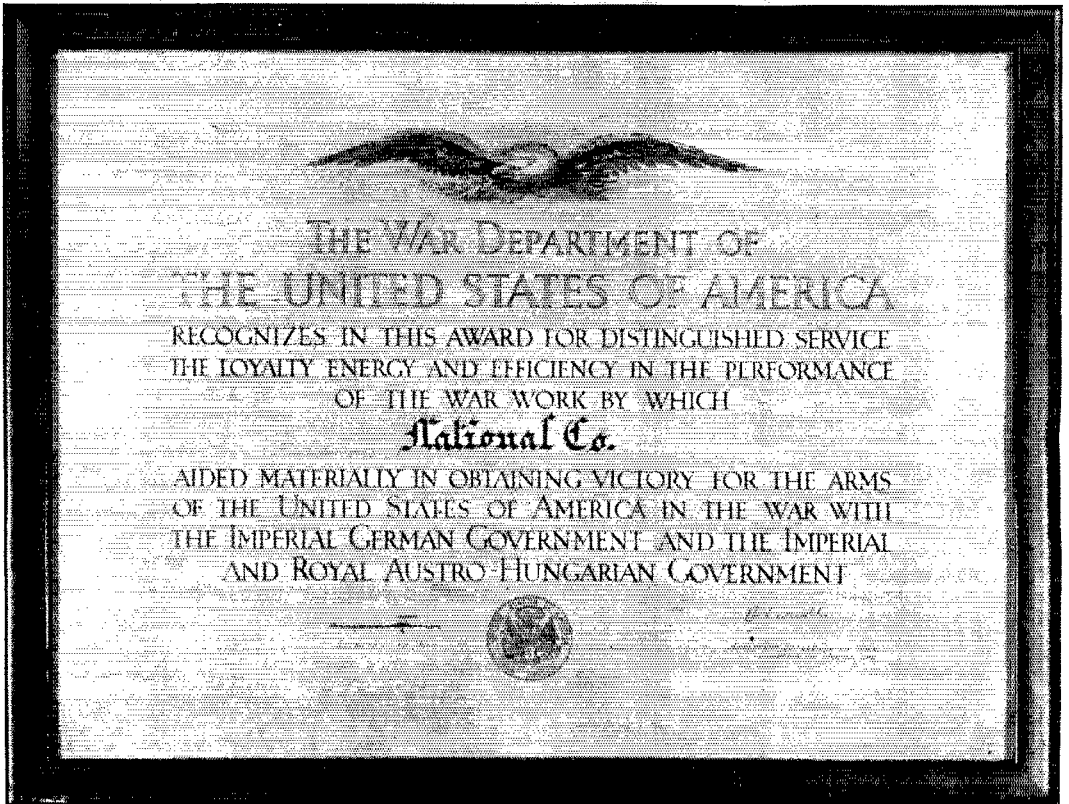 THE WAR DEPARTMENT OF
THE UNITED STATES OF AMERICA
RECOGNIZES IN THIS AWARD FOR DISTINGUISHED SERVICE
THE LOYALTY ENERGY AND EFFICIENCY IN THE PERFORMANCE
OF THE WAR WORK BY WHICH
National Co.
AIDED MATERIALLY IN OBTAINING VICTORY FOR THE ARMS
OF THE UNITED STATES OF AMERICA IN THE WAR WITH
THE IMPERIAL GERMAN GOVERNMENT AND THE IMPERIAL
AND ROYAL AUSTRO-HUNGARIAN GOVERNMENT